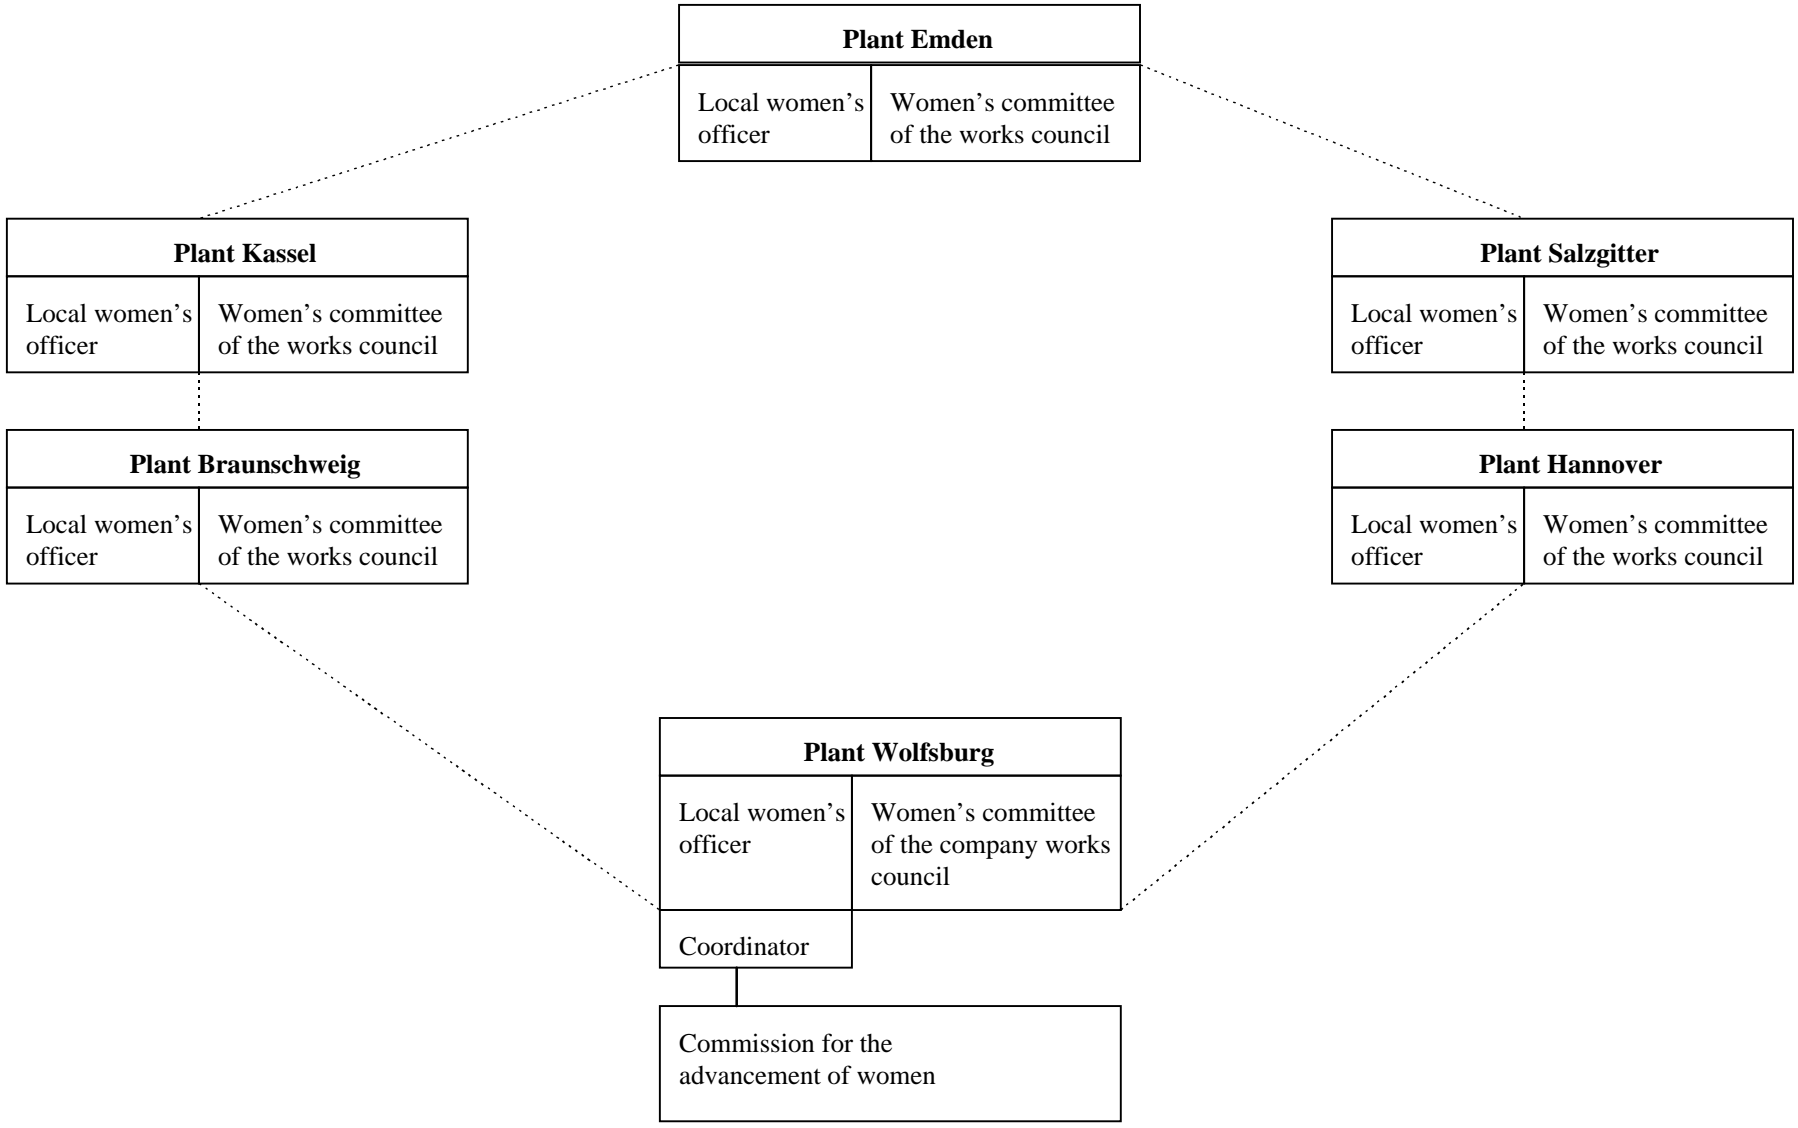 Plant Emden
Local women’s
officer
Women’s committee
of the works council
Plant Kassel
Local women’s
officer
Women’s committee
of the works council
Plant Salzgitter
Local women’s
officer
Women’s committee
of the works council
Plant Braunschweig
Local women’s
officer
Women’s committee
of the works council
Plant Hannover
Local women’s
officer
Women’s committee
of the works council
Plant Wolfsburg
Local women’s
officer
Women’s committee
of the company works
council
Coordinator
Commission for the
advancement of women